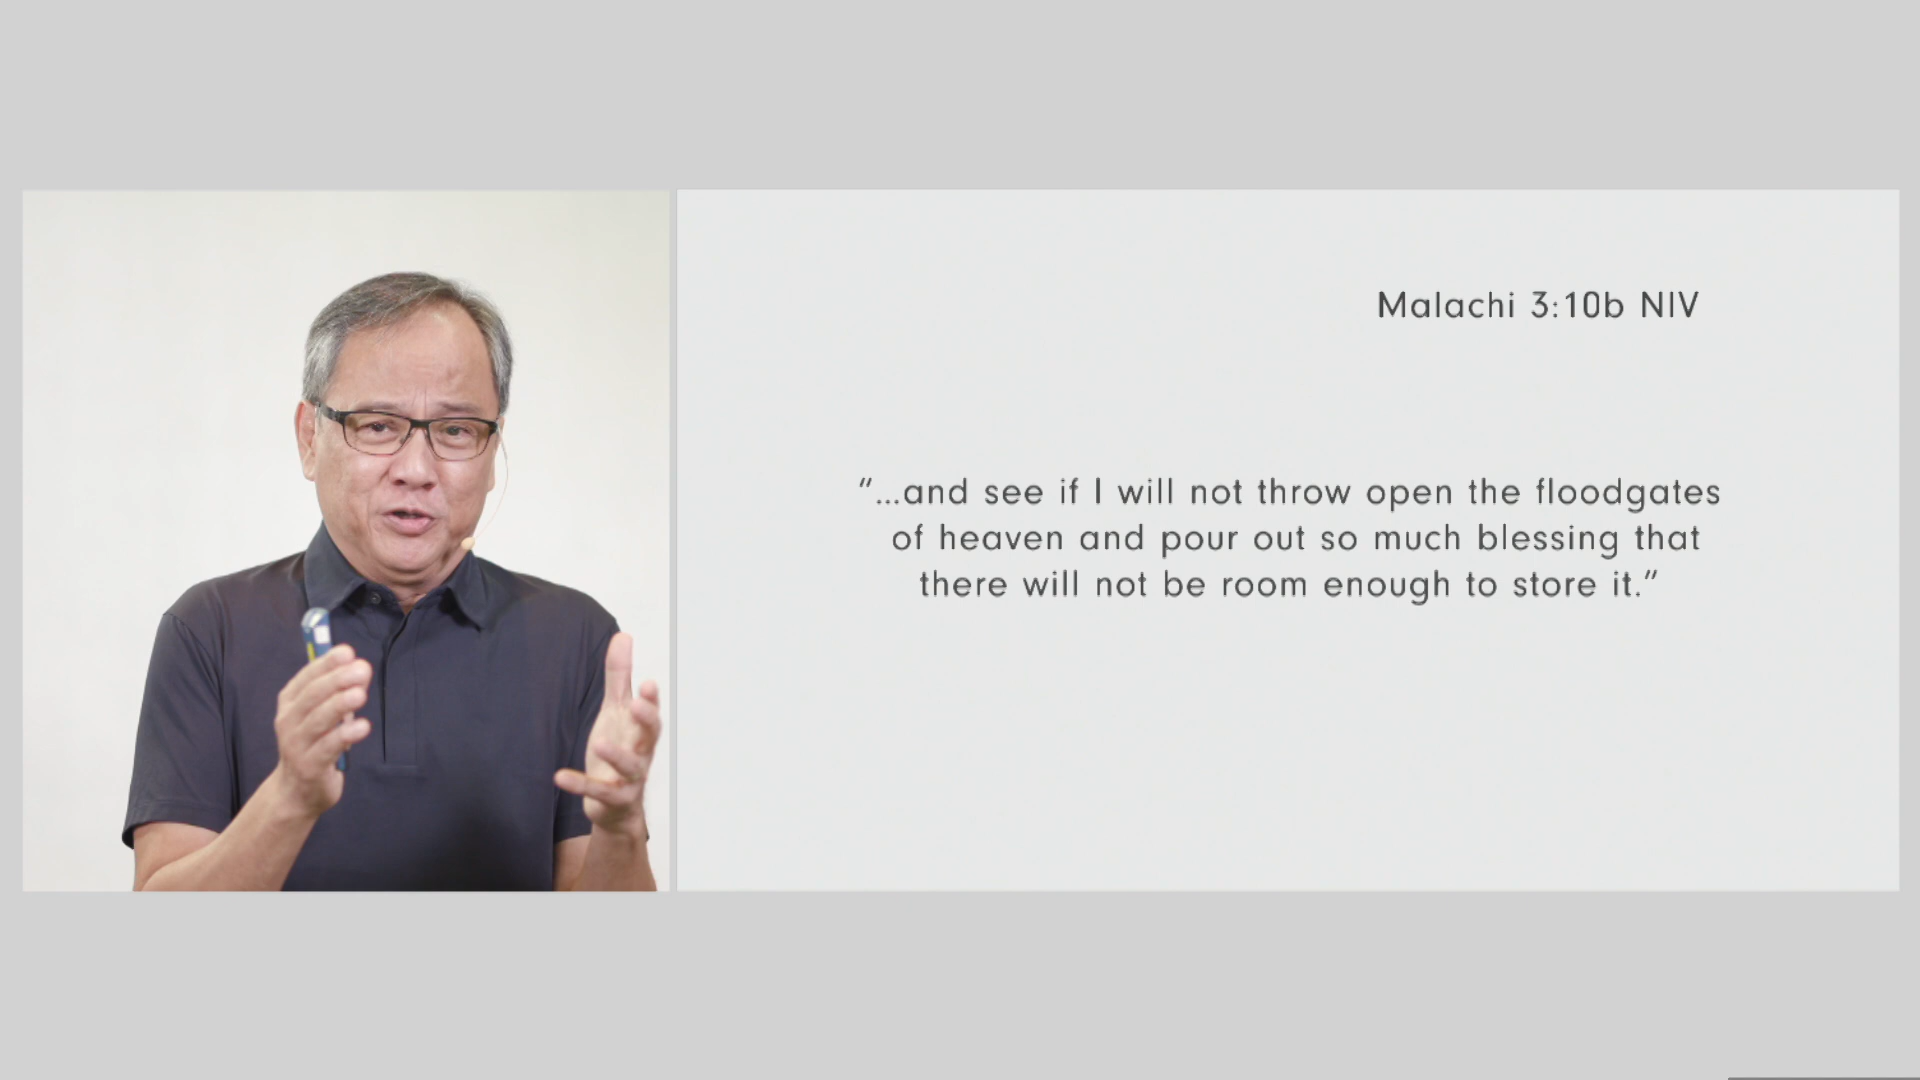 Malachi 3:10b NIV
"...and see if I will not throw open the floodgates
of heaven and pour out so much blessing that
there will not be room enough to store it."